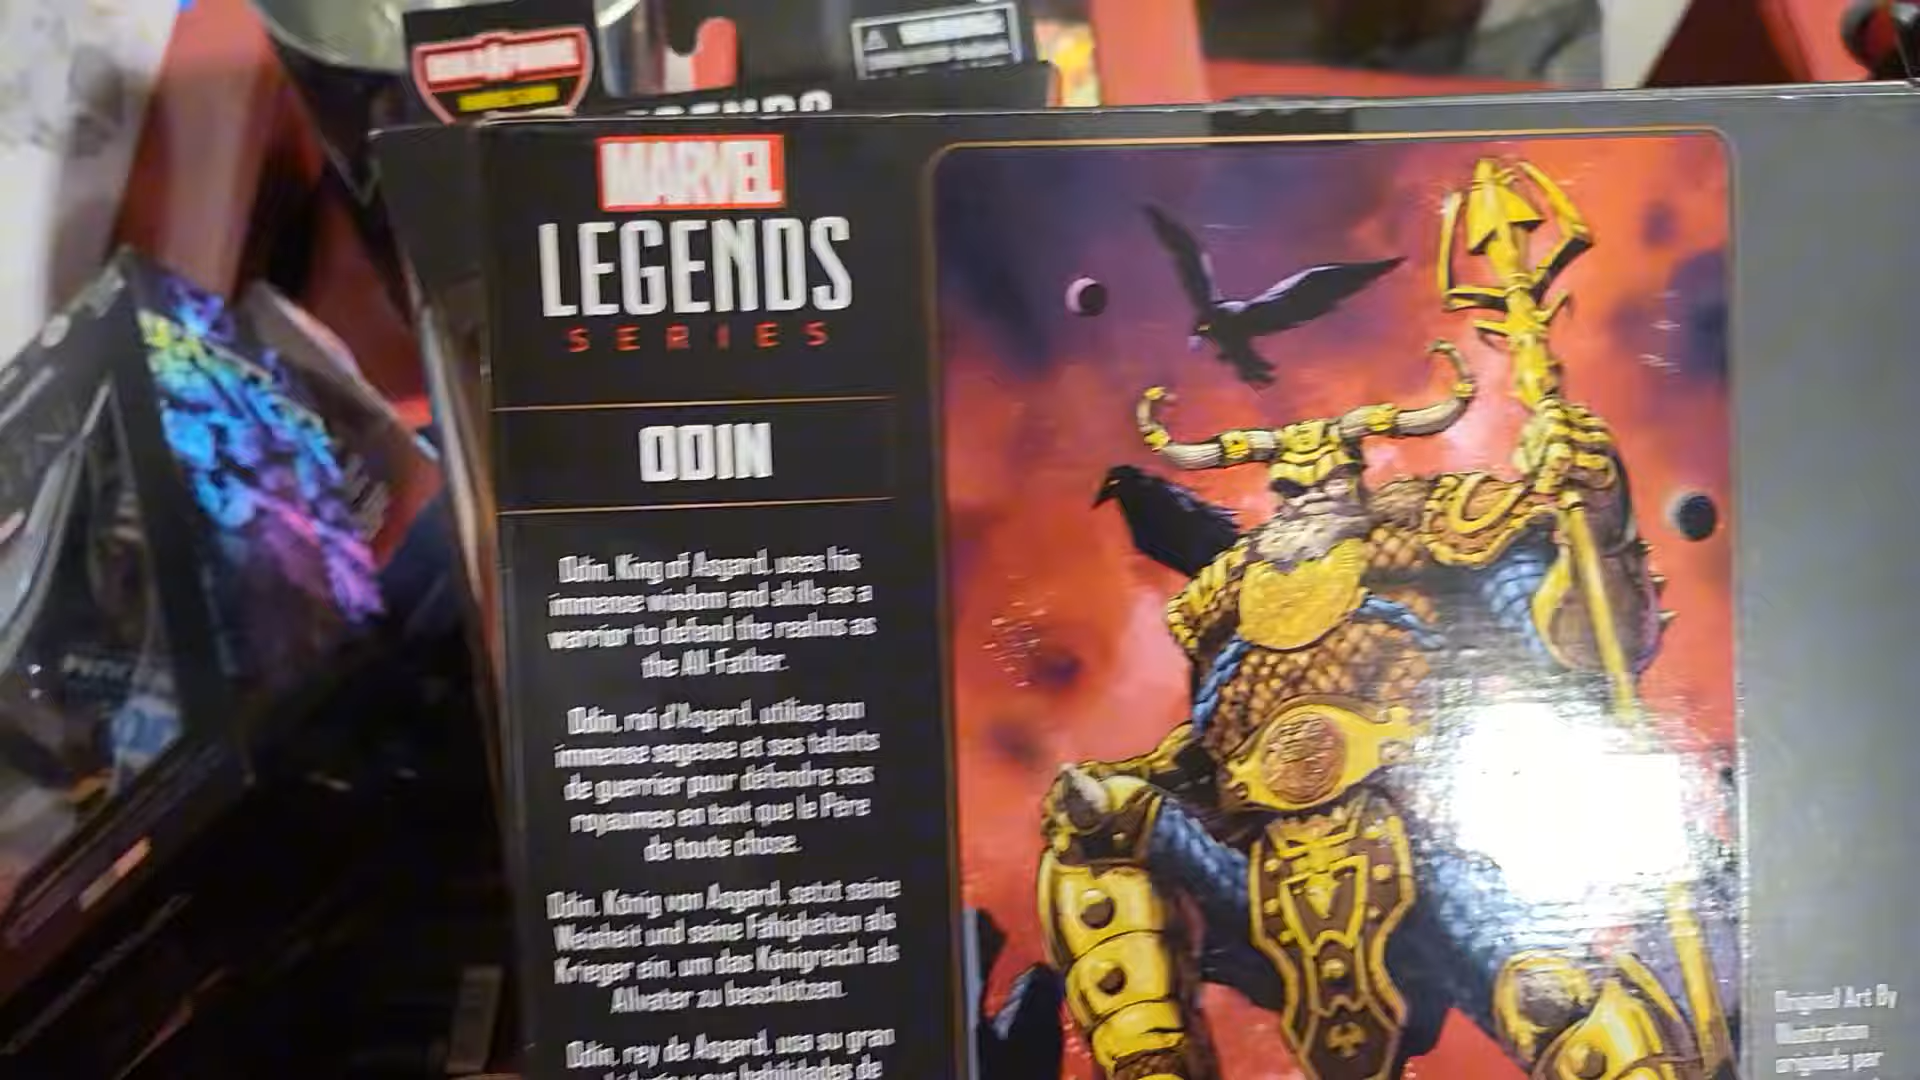 WARNING:
LEGENDS
MARVEL
LEGENDS
SERIES
ODIN
Odin, King of Asgard, uses his
immense wisdom and skills as a
warrior to defend the realms as
the All-Father.
Odin, roi d'Asgard, utilise son
immense sagesse et ses talents
de guerrier pour défendre ses
royaumes en tant que le Père
de toute chose.
Odin, König von Asgard, setzt seine
Weisheit und seine Fähigkeiten als
Krieger ein, um das Königreich als
Allvater zu beschützen.
Odin, rey de Asgard, usa su gran
habilidades de
Original Art By
Illustration
originale par